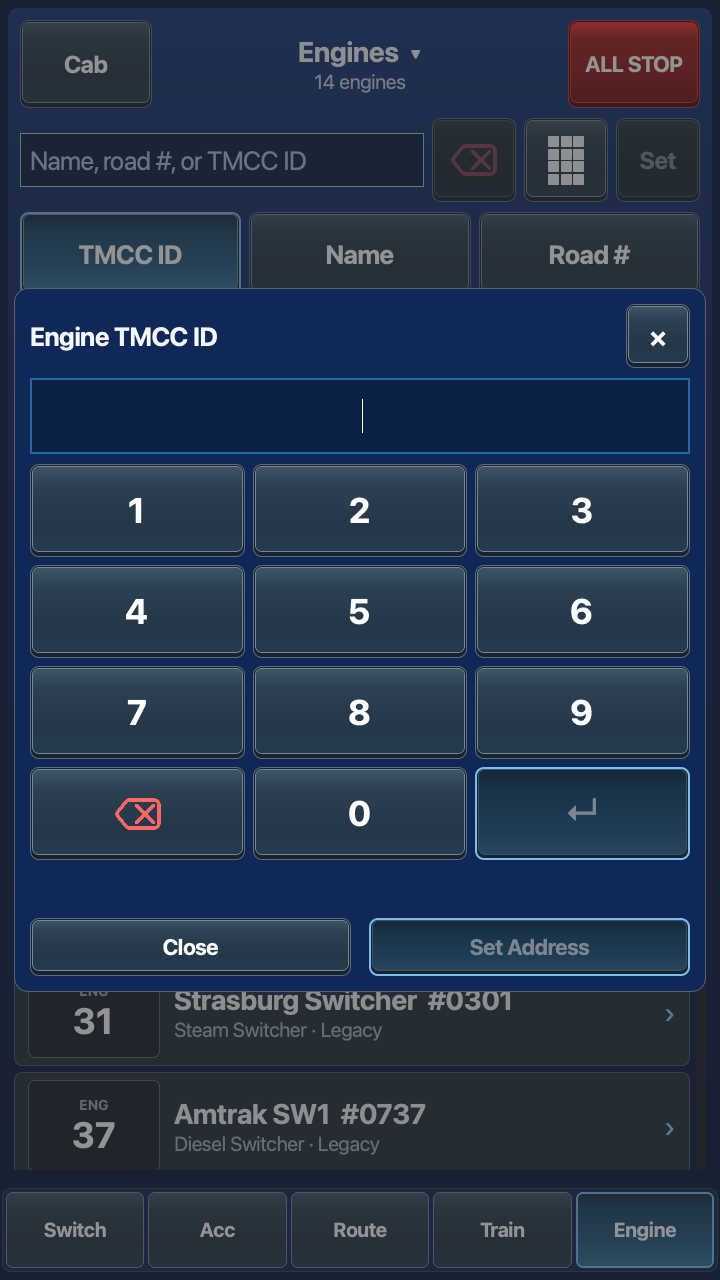 Cab
Engines ▼
14 engines
ALL STOP
Name, road #, or TMCC ID
Set
TMCC ID
Name
Road #
Engine TMCC ID
×
1
2
3
4
5
6
7
8
9
0
Close
Set Address
ENG
31
Strasburg Switcher #0301
Steam Switcher · Legacy
ENG
37
Amtrak SW1 #0737
Diesel Switcher · Legacy
Switch
Acc
Route
Train
Engine